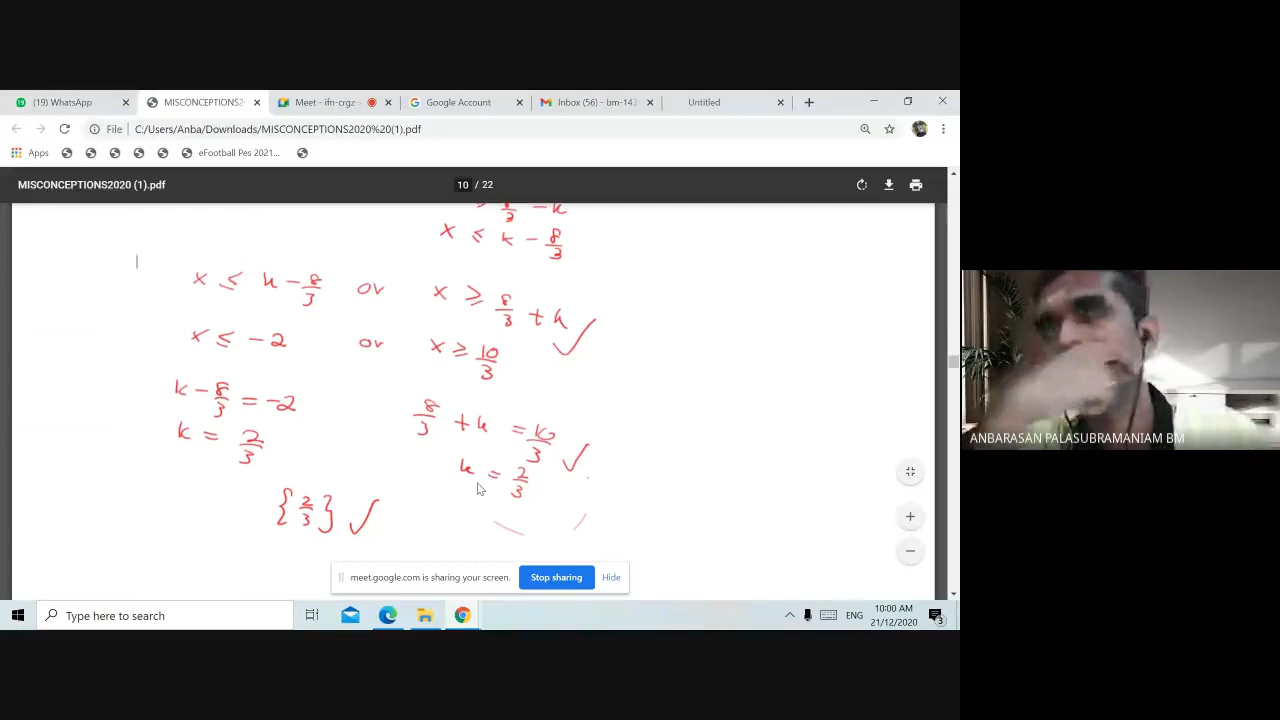 (19) WhatsApp
MISCONCEPTIONS2
Meet - ifn-crgz-
Google Account
Inbox (56) - bm-143
Untitled
File C:/Users/Anba/Downloads/MISCONCEPTIONS2020%20(1).pdf
Apps
eFootball Pes 2021...
MISCONCEPTIONS2020 (1).pdf
10 / 22
≥ 8/3 - k
x ≤ k - 8/3
x ≤ k - 8/3 or x ≥ 8/3 + k ✓
x ≤ -2 or x ≥ 10/3
k - 8/3 = -2
8/3 + k = 10/3 ✓
k = 2/3
k = 2/3
{2/3} ✓
ANBARASAN PALASUBRAMANIAM BM
meet.google.com is sharing your screen.
Stop sharing
Hide
Type here to search
ENG
10:00 AM
21/12/2020
3